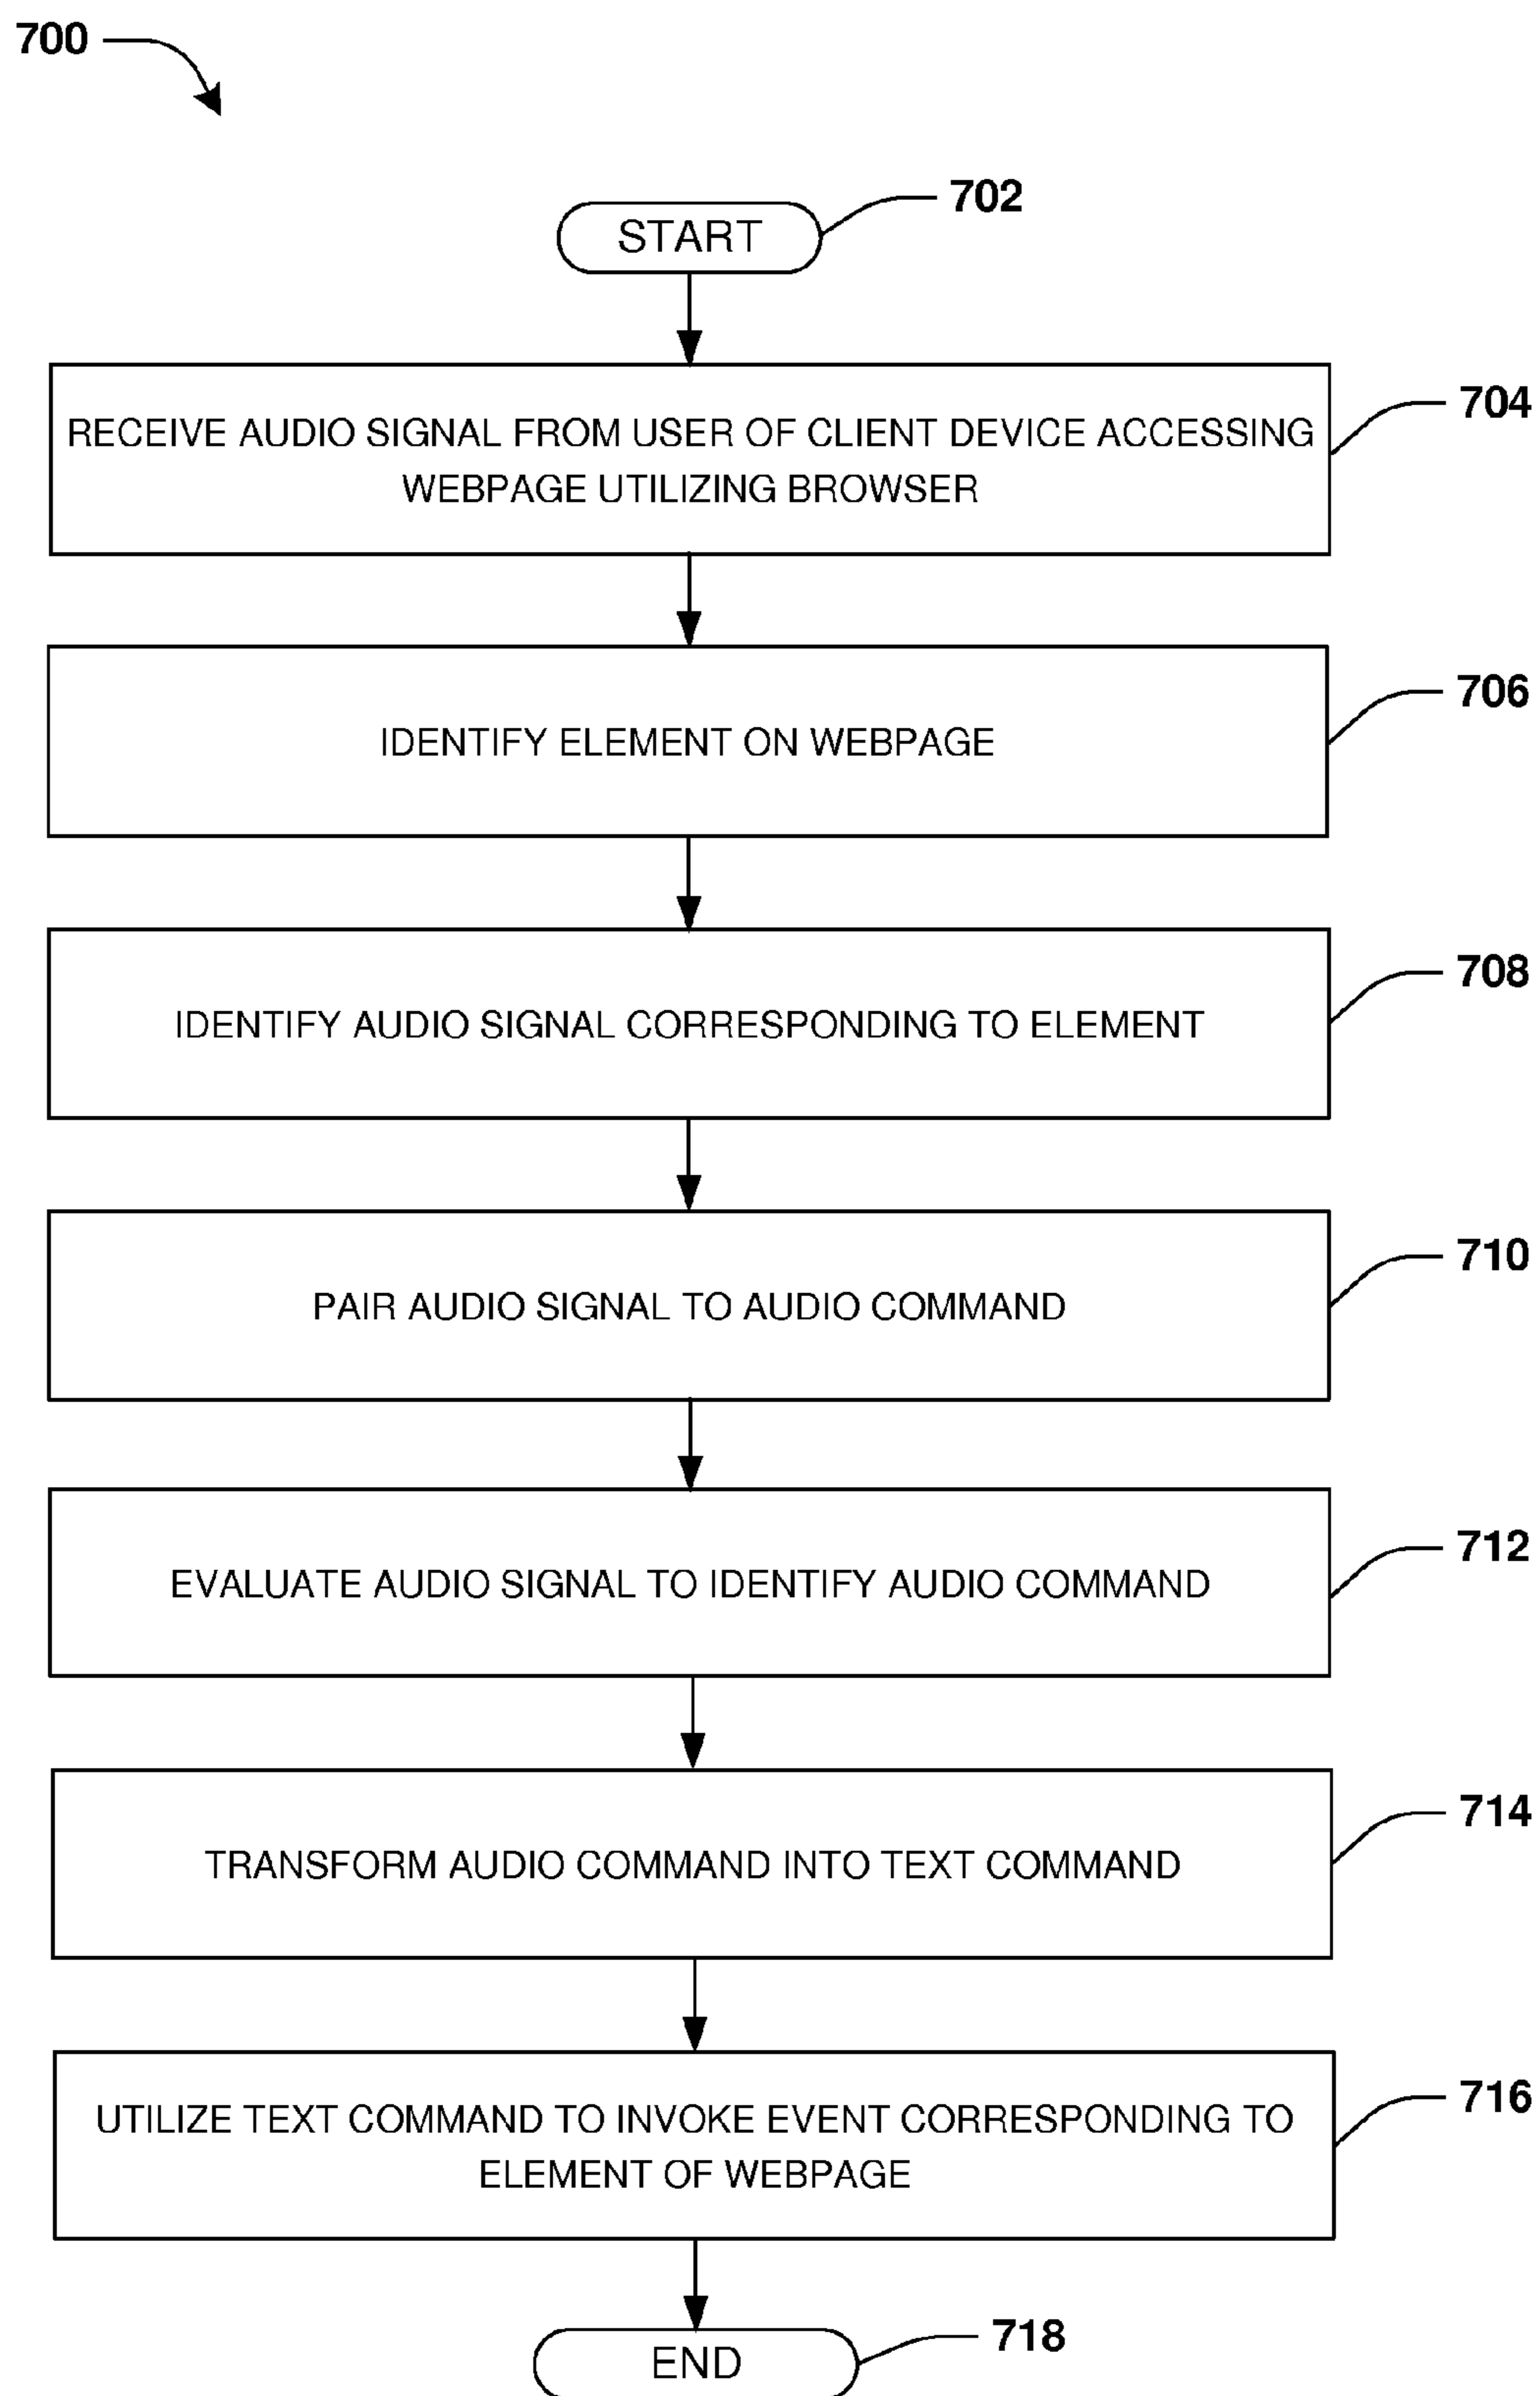 700
702
START
704
RECEIVE AUDIO SIGNAL FROM USER OF CLIENT DEVICE ACCESSING
WEBPAGE UTILIZING BROWSER
706
IDENTIFY ELEMENT ON WEBPAGE
708
IDENTIFY AUDIO SIGNAL CORRESPONDING TO ELEMENT
710
PAIR AUDIO SIGNAL TO AUDIO COMMAND
712
EVALUATE AUDIO SIGNAL TO IDENTIFY AUDIO COMMAND
714
TRANSFORM AUDIO COMMAND INTO TEXT COMMAND
716
UTILIZE TEXT COMMAND TO INVOKE EVENT CORRESPONDING TO
ELEMENT OF WEBPAGE
718
END